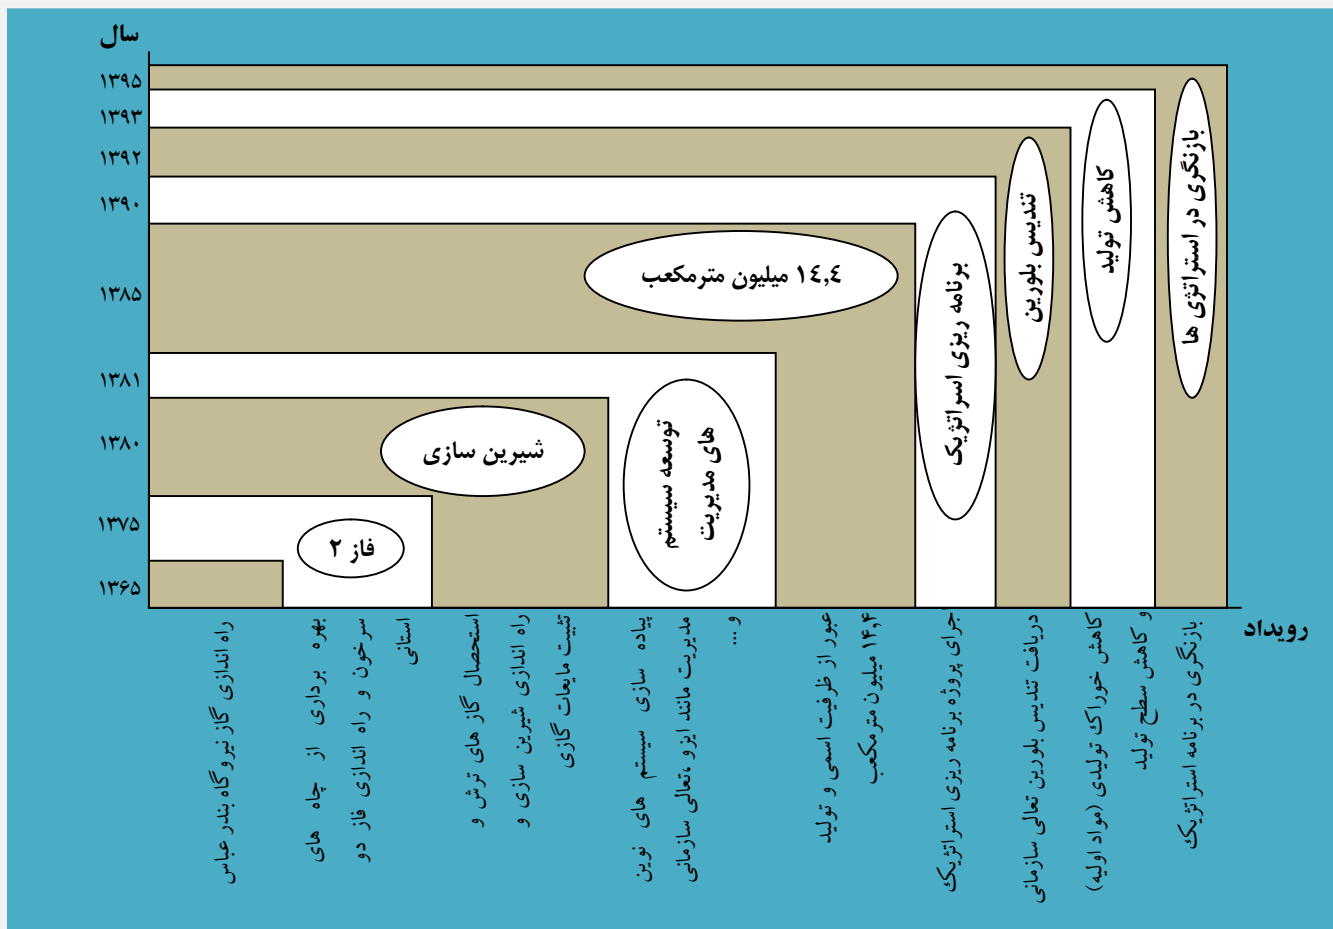 سال
۱۳۹۵
۱۳۹۳
۱۳۹۲
۱۳۹۰
۱۳۸۵
۱۳۸۱
۱۳۸۰
۱۳۷۵
۱۳۶۵
بازنگری در استراتژی ها
کاهش تولید
تندیس بلورین
برنامه ریزی اسراتژیک
۱٤,٤ میلیون مترمکعب
توسعه سیستم
های مدیریت
شیرین سازی
فاز ۲
رویداد
راه اندازی گاز نیروگاه بندر عباس
بهره برداری از چاه های
سرخون و راه اندازی فاز دو
استانی
استحصال گاز های ترش و
راه اندازی شیرین سازی و
تثبیت مایعات گازی
پیاده سازی سیستم های نوین
مدیریت مانند ایزو ،تعالی سازمانی
و ...
عبور از ظرفیت اسمی و تولید
۱۴,۴ میلیون مترمکعب
اجرای پروژه برنامه ریزی استراتژیک
دریافت تندیس بلورین تعالی سازمانی
کاهش خوراک تولیدی (مواد اولیه)
و کاهش سطح تولید
بازنگری در برنامه استراتژیک